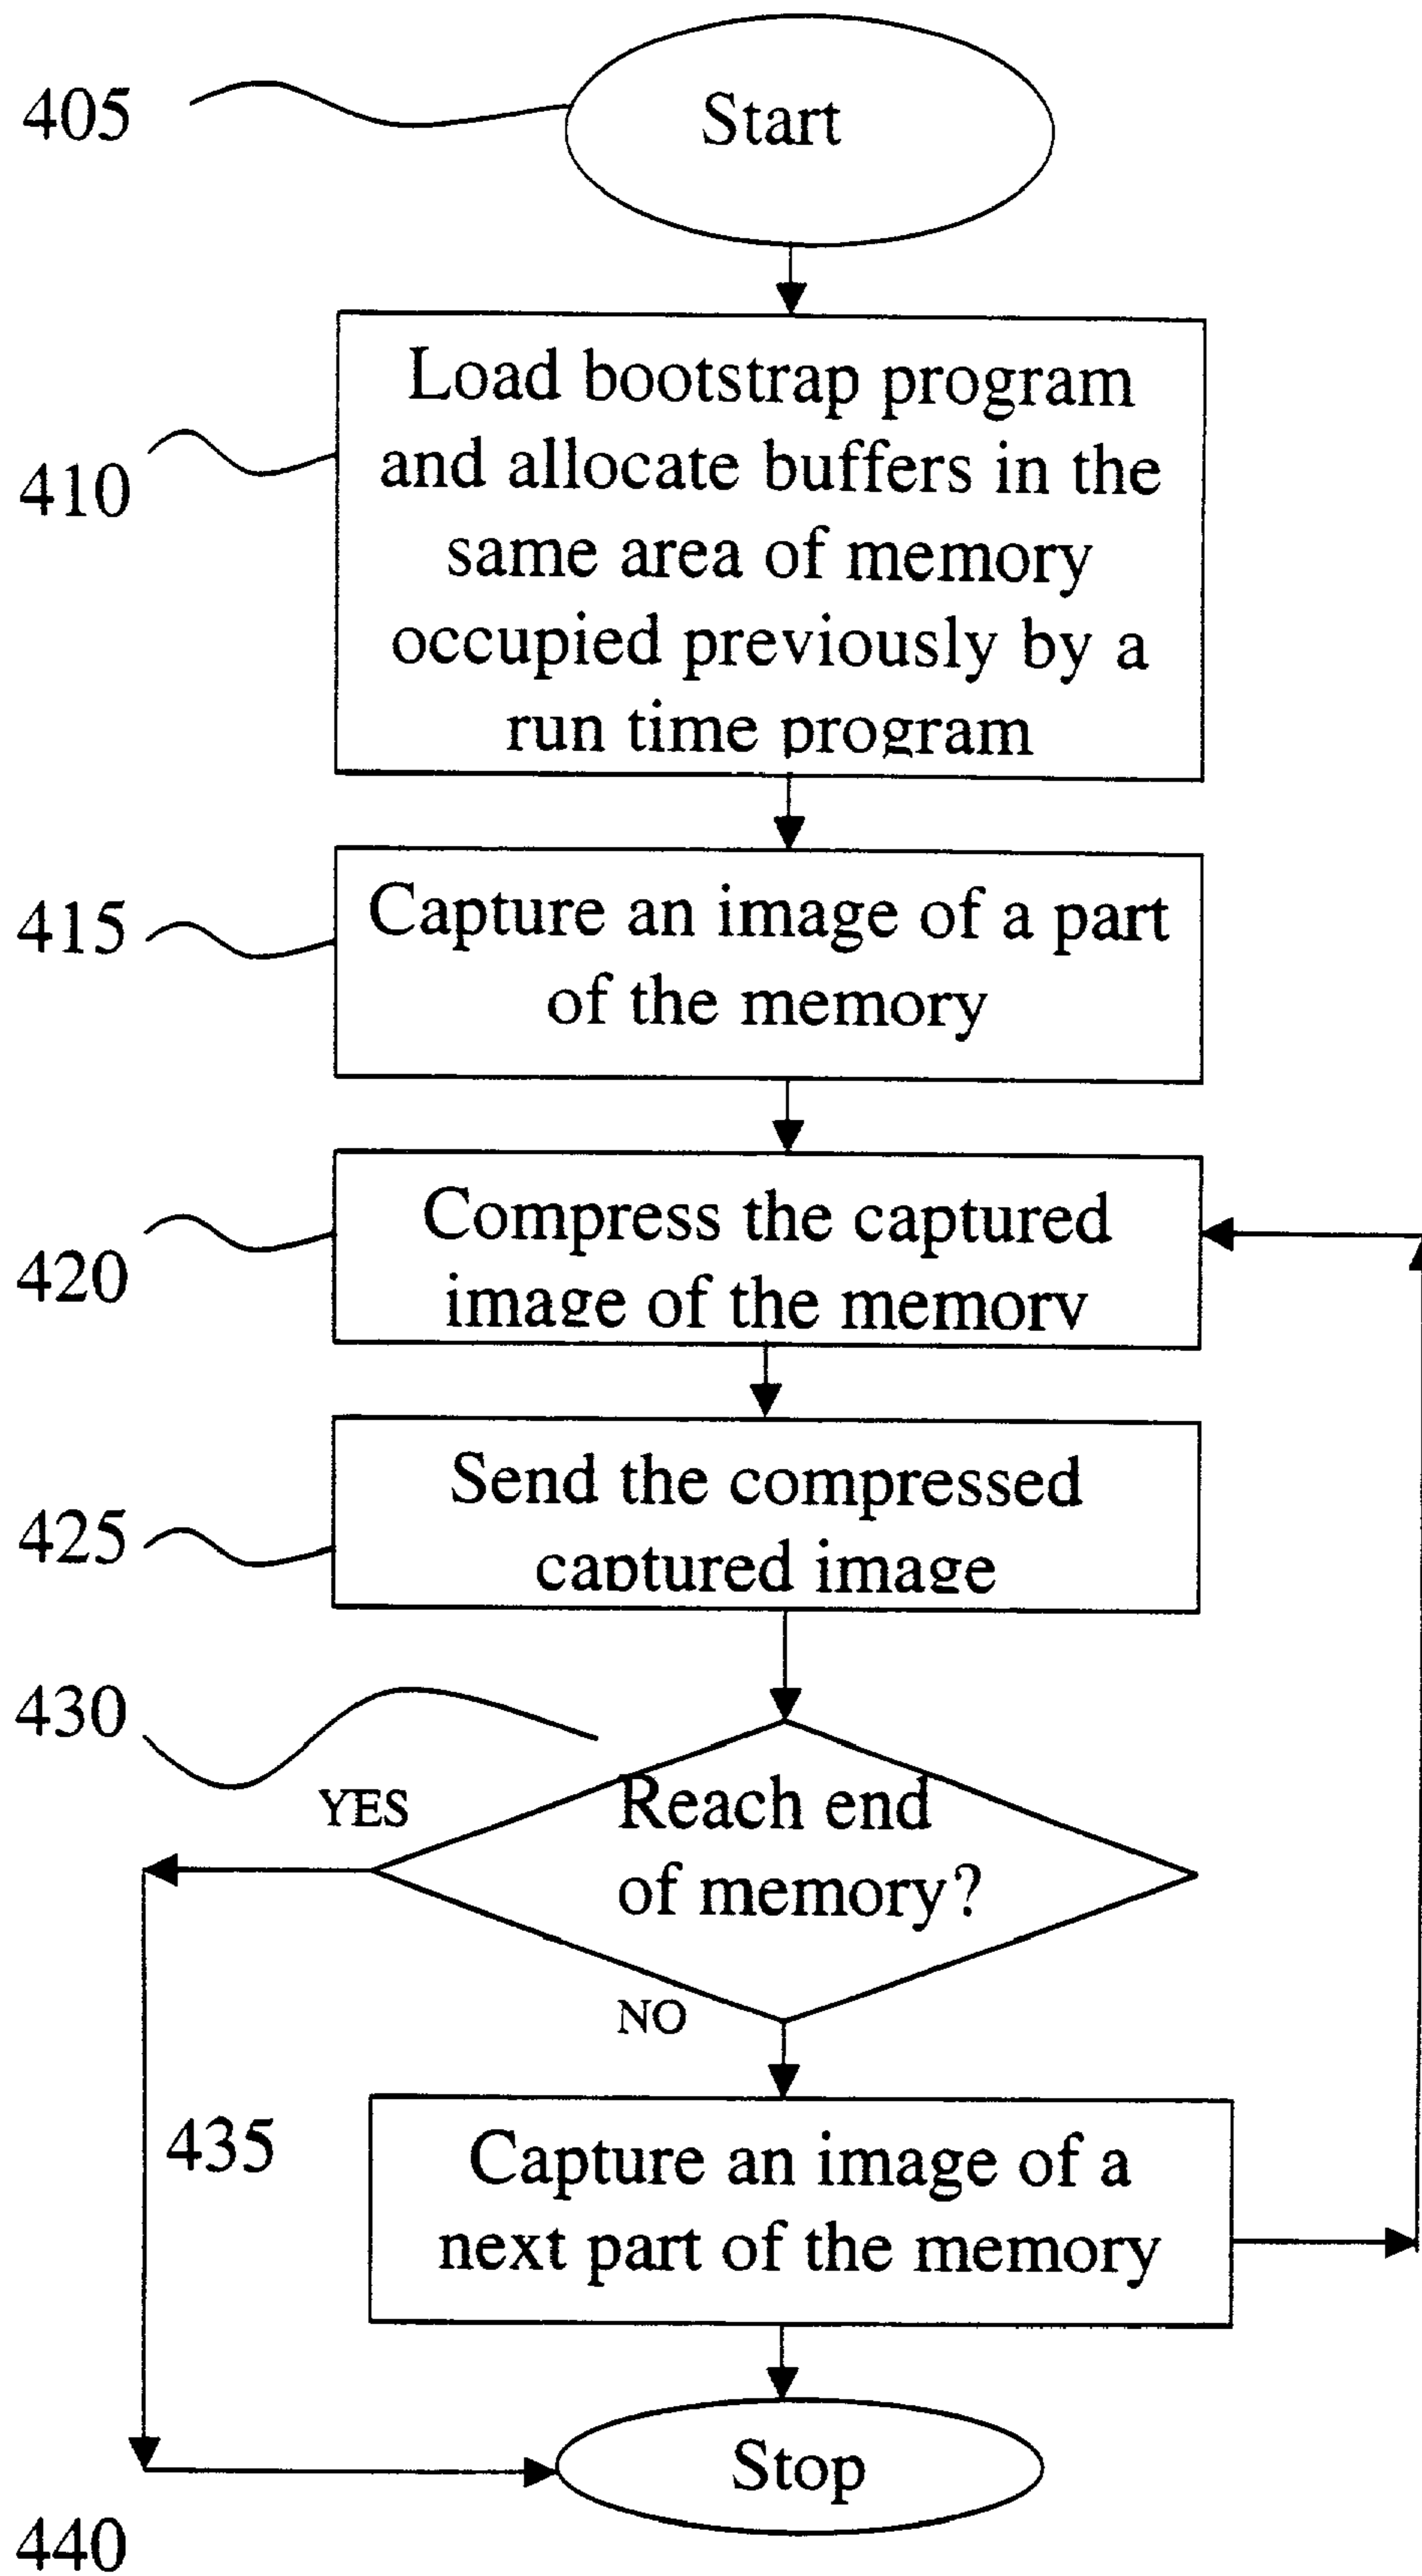 405
Start
Load bootstrap program
and allocate buffers in the
410
same area of memory
occupied previously by a
run time program
415
Capture an image of a part
of the memory
Compress the captured
420
image of the memory
Send the compressed
425
captured image
430
YES
Reach end
of memory?
NO
435
Capture an image of a
next part of the memory
Stop
440